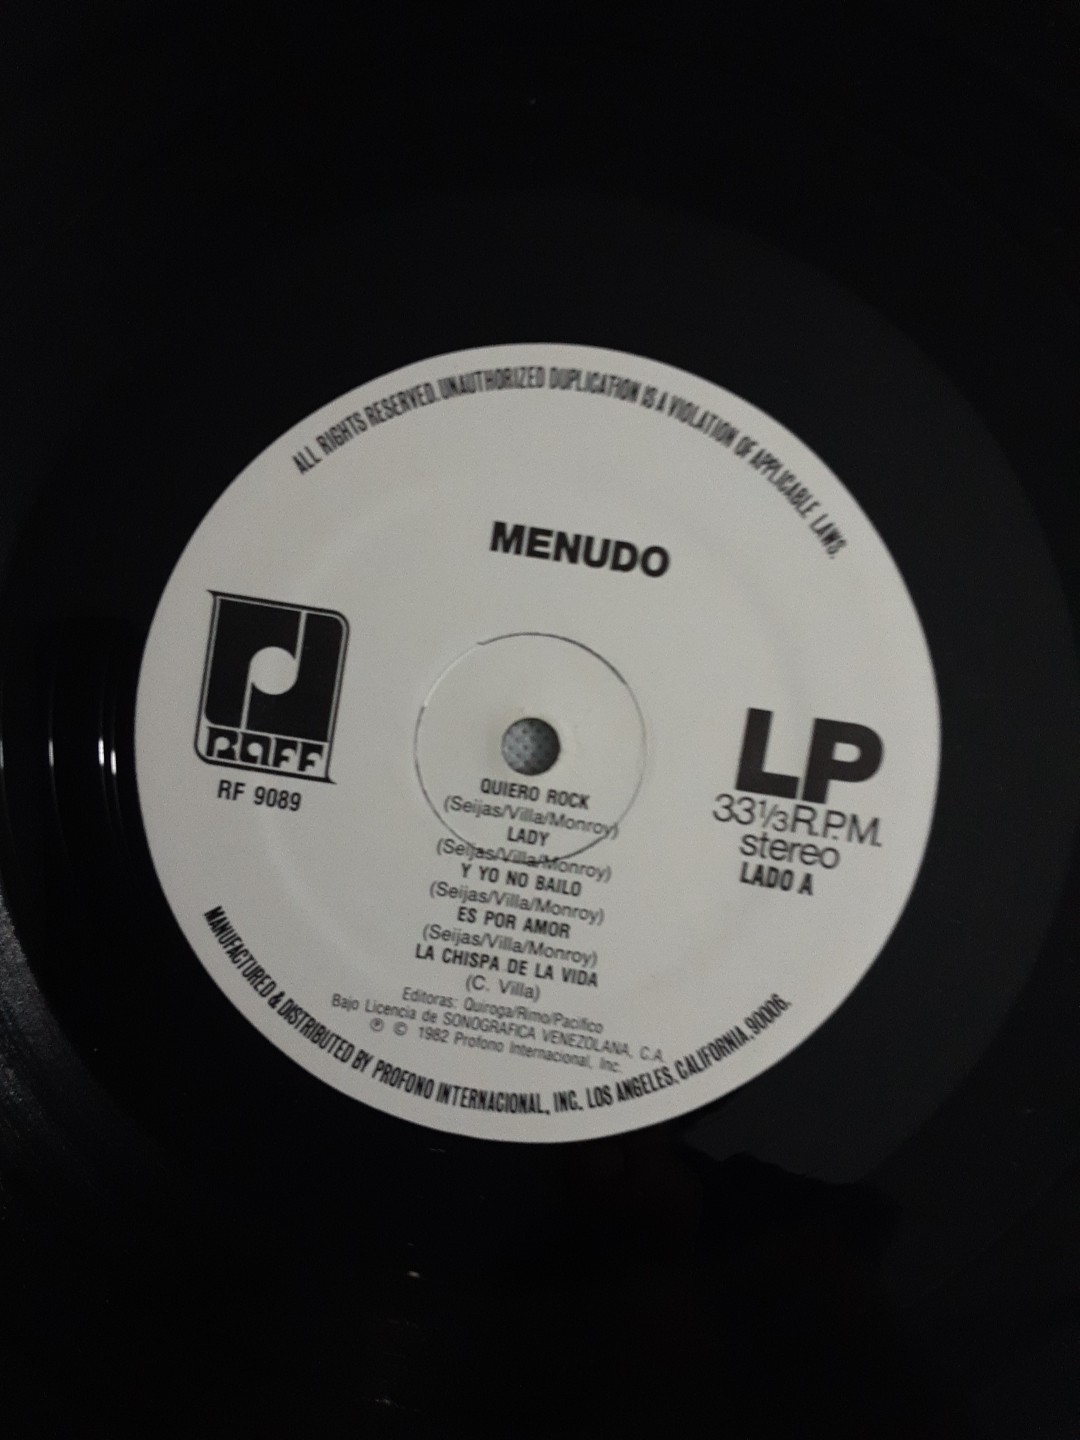 ALL RIGHTS RESERVED. UNAUTHORIZED DUPLICATION IS A VIOLATION OF APPLICABLE LAWS.
MENUDO
RAFF
RF 9089
LP
33⅓ R.P.M.
stereo
LADO A
QUIERO ROCK
(Seijas/Villa/Monroy)
LADY
(Seijas/Villa/Monroy)
Y YO NO BAILO
(Seijas/Villa/Monroy)
ES POR AMOR
(Seijas/Villa/Monroy)
LA CHISPA DE LA VIDA
(C. Villa)
Editoras: Quiroga/Rimo/Pacífico
Bajo Licencia de SONOGRAFICA VENEZOLANA, C.A.
℗ © 1982 Profono Internacional, Inc.
MANUFACTURED & DISTRIBUTED BY PROFONO INTERNACIONAL, INC. LOS ANGELES, CALIFORNIA, 90006.